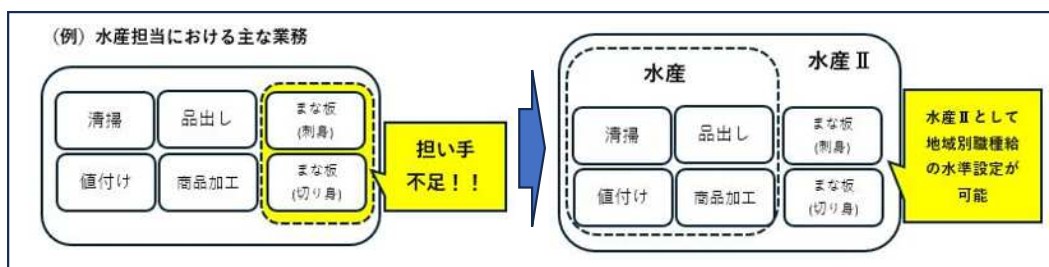 （例）水産担当における主な業務
清掃
品出し
まな板
(刺身)
値付け
商品加工
まな板
(切り身)
担い手
不足！！
水産
水産Ⅱ
清掃
品出し
まな板
(刺身)
値付け
商品加工
まな板
(切り身)
水産Ⅱとして
地域別職種給
の水準設定が
可能